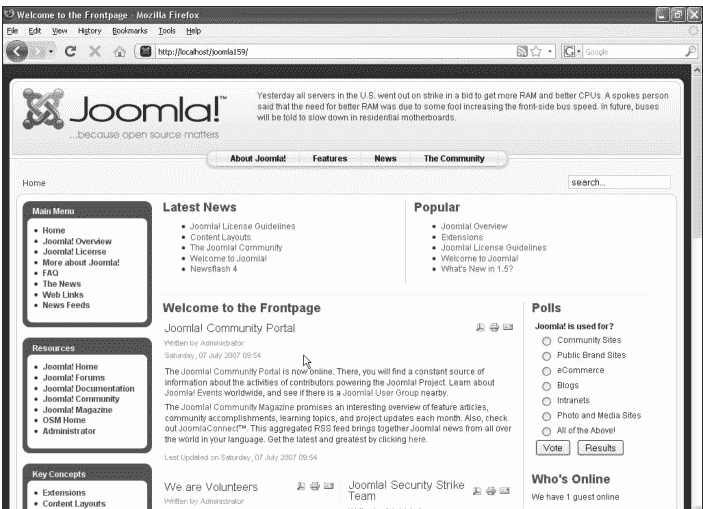 Welcome to the Frontpage - Mozilla Firefox
File Edit View History Bookmarks Tools Help
http://localhost/joomla159/
Google
Joomla!™
...because open source matters
Yesterday all servers in the U.S. went out on strike in a bid to get more RAM and better CPUs. A spokes person
said that the need for better RAM was due to some fool increasing the front-side bus speed. In future, buses
will be told to slow down in residential motherboards.
About Joomla! Features News The Community
Home
search...
Main Menu
Home
Joomla! Overview
Joomla! License
More about Joomla!
FAQ
The News
Web Links
News Feeds
Resources
Joomla! Home
Joomla! Forums
Joomla! Documentation
Joomla! Community
Joomla! Magazine
OSM Home
Administrator
Key Concepts
Extensions
Content Layouts
Latest News
Joomla! License Guidelines
Content Layouts
The Joomla! Community
Welcome to Joomla!
Newsflash 4
Popular
Joomla! Overview
Extensions
Joomla! License Guidelines
Welcome to Joomla!
What's New in 1.5?
Welcome to the Frontpage
Joomla! Community Portal
Written by Administrator
Saturday, 07 July 2007 09:54
The Joomla! Community Portal is now online. There, you will find a constant source of
information about the activities of contributors powering the Joomla! Project. Learn about
Joomla! Events worldwide, and see if there is a Joomla! User Group nearby.
The Joomla! Community Magazine promises an interesting overview of feature articles,
community accomplishments, learning topics, and project updates each month. Also, check
out JoomlaConnect™. This aggregated RSS feed brings together Joomla! news from all over
the world in your language. Get the latest and greatest by clicking here.
Last Updated on Saturday, 07 July 2007 09:54
We are Volunteers
Written by Administrator
Joomla! Security Strike
Team
Polls
Joomla! is used for?
Community Sites
Public Brand Sites
eCommerce
Blogs
Intranets
Photo and Media Sites
All of the Above!
Vote Results
Who's Online
We have 1 guest online